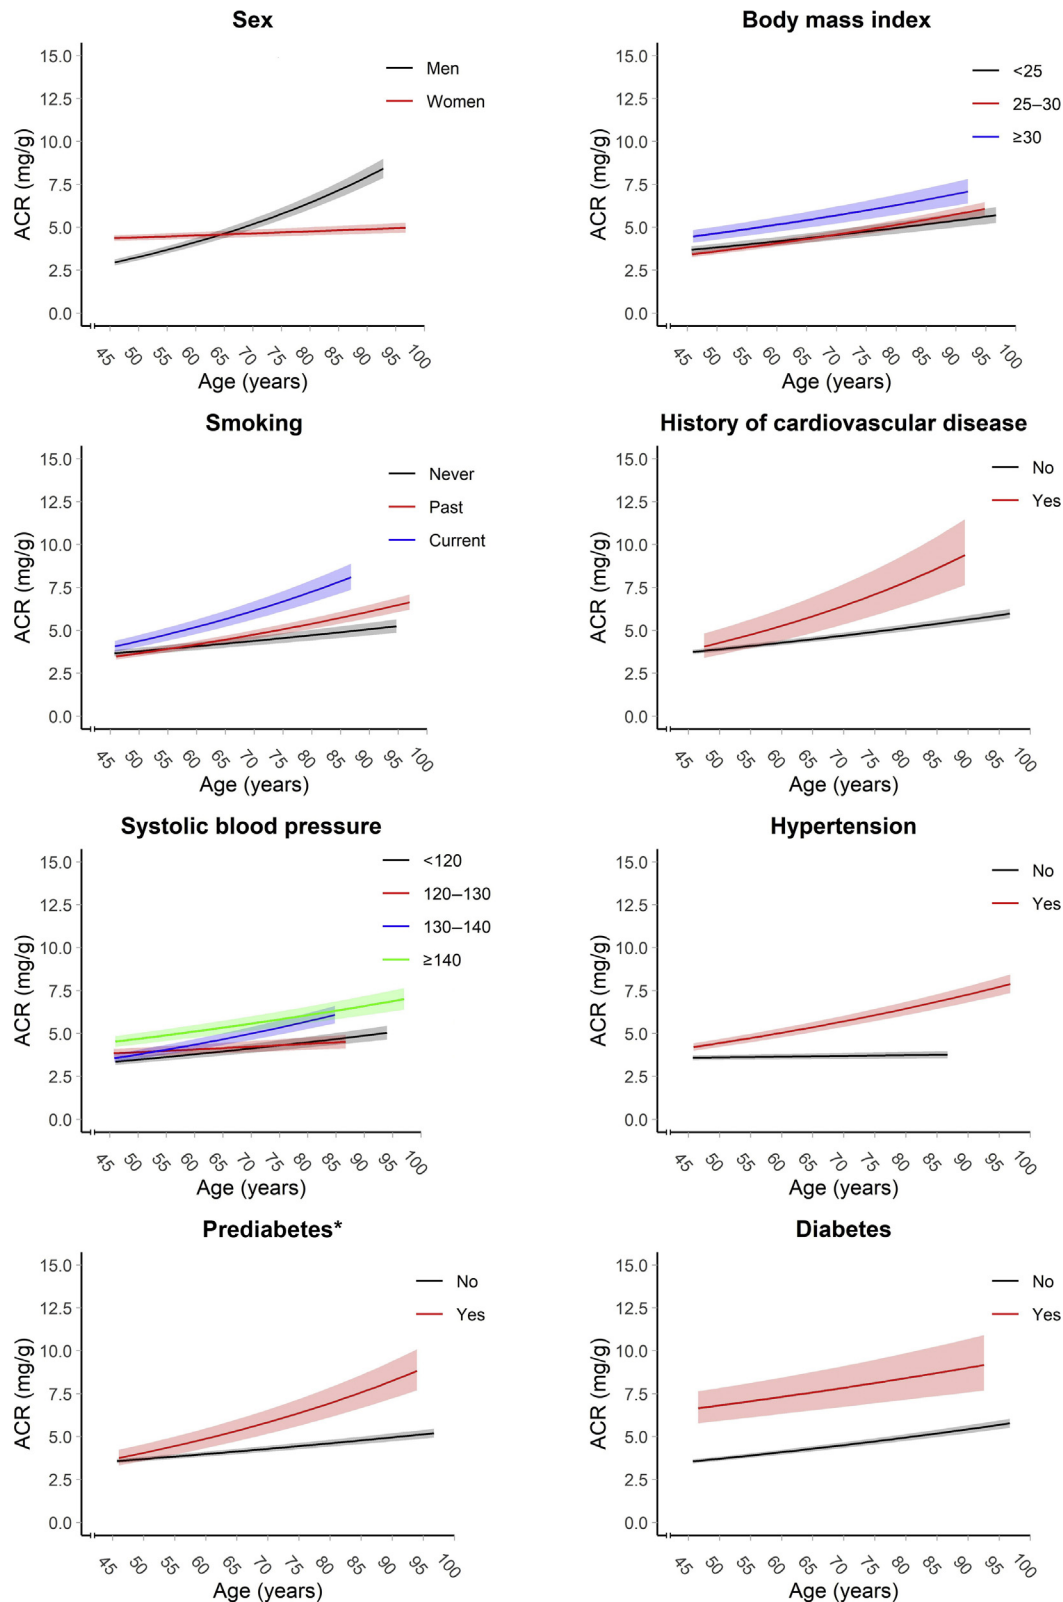 Sex
15.0
12.5
10.0
7.5
5.0
2.5
0.0
ACR (mg/g)
Men
Women
45 50 55 60 65 70 75 80 85 90 95 100
Age (years)
Body mass index
15.0
12.5
10.0
7.5
5.0
2.5
0.0
ACR (mg/g)
<25
25–30
≥30
45 50 55 60 65 70 75 80 85 90 95 100
Age (years)
Smoking
15.0
12.5
10.0
7.5
5.0
2.5
0.0
ACR (mg/g)
Never
Past
Current
45 50 55 60 65 70 75 80 85 90 95 100
Age (years)
History of cardiovascular disease
15.0
12.5
10.0
7.5
5.0
2.5
0.0
ACR (mg/g)
No
Yes
45 50 55 60 65 70 75 80 85 90 95 100
Age (years)
Systolic blood pressure
15.0
12.5
10.0
7.5
5.0
2.5
0.0
ACR (mg/g)
<120
120–130
130–140
≥140
45 50 55 60 65 70 75 80 85 90 95 100
Age (years)
Hypertension
15.0
12.5
10.0
7.5
5.0
2.5
0.0
ACR (mg/g)
No
Yes
45 50 55 60 65 70 75 80 85 90 95 100
Age (years)
Prediabetes*
15.0
12.5
10.0
7.5
5.0
2.5
0.0
ACR (mg/g)
No
Yes
45 50 55 60 65 70 75 80 85 90 95 100
Age (years)
Diabetes
15.0
12.5
10.0
7.5
5.0
2.5
0.0
ACR (mg/g)
No
Yes
45 50 55 60 65 70 75 80 85 90 95 100
Age (years)